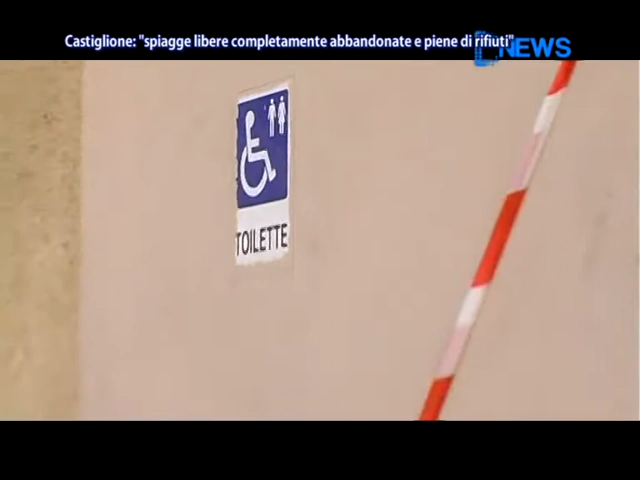 Castiglione: "spiagge libere completamente abbandonate e piene di rifiuti"
NEWS
TOILETTE